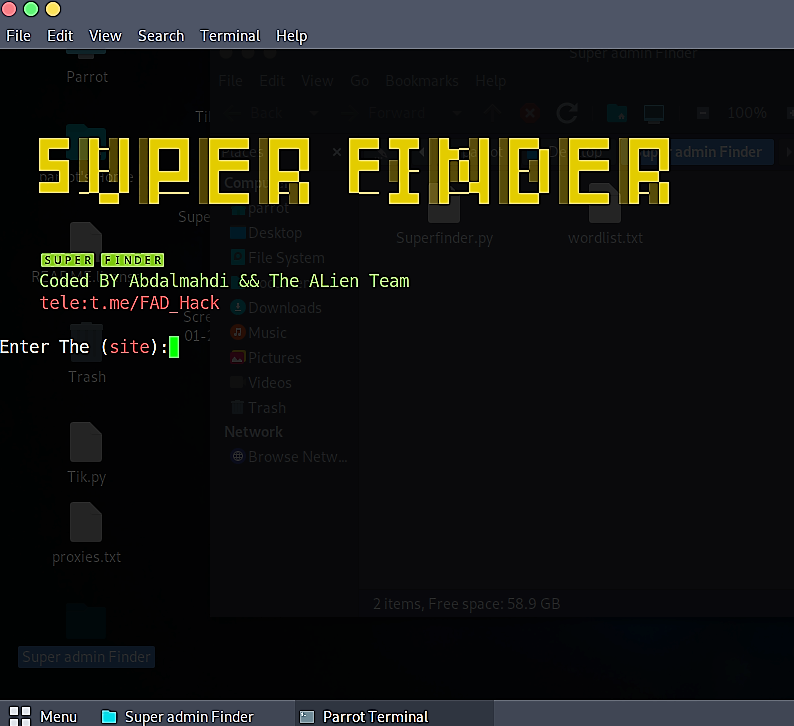 File Edit View Search Terminal Help
Super admin Finder
Parrot
File Edit View Go Bookmarks Help
Back Forward 100%
SUPER FINDER
Places
admin Finder
parrot
Superfinder.py wordlist.txt
Desktop
SUPER FINDER
File System
Coded BY Abdalmahdi && The ALien Team
tele:t.me/FAD_Hack
Downloads
Music
Enter The (site):
Pictures
Trash
Videos
Trash
Network
Browse Netw...
Tik.py
proxies.txt
2 items, Free space: 58.9 GB
Super admin Finder
Menu Super admin Finder Parrot Terminal